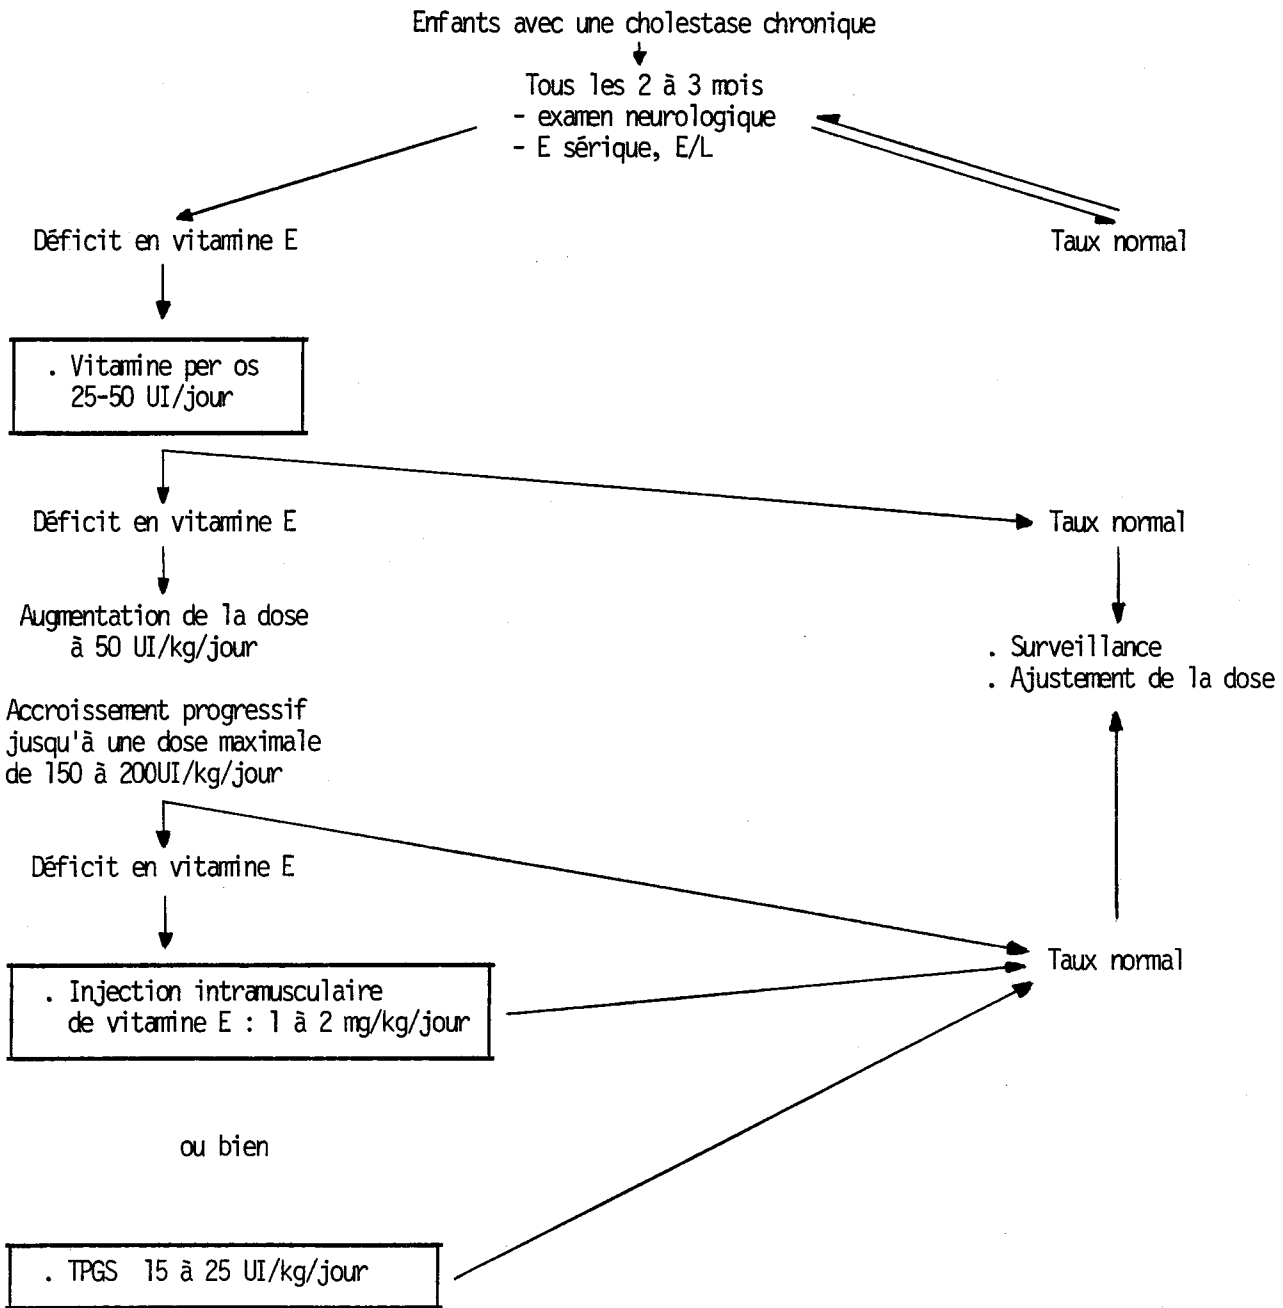 Enfants avec une cholestase chronique
Tous les 2 à 3 mois
- examen neurologique
- E sérique, E/L
Déficit en vitamine E
Taux normal
. Vitamine per os
25-50 UI/jour
Déficit en vitamine E
Taux normal
Augmentation de la dose
à 50 UI/kg/jour
. Surveillance
. Ajustement de la dose
Accroissement progressif
jusqu'à une dose maximale
de 150 à 200UI/kg/jour
Déficit en vitamine E
Taux normal
. Injection intramusculaire
de vitamine E : 1 à 2 mg/kg/jour
ou bien
. TPGS 15 à 25 UI/kg/jour